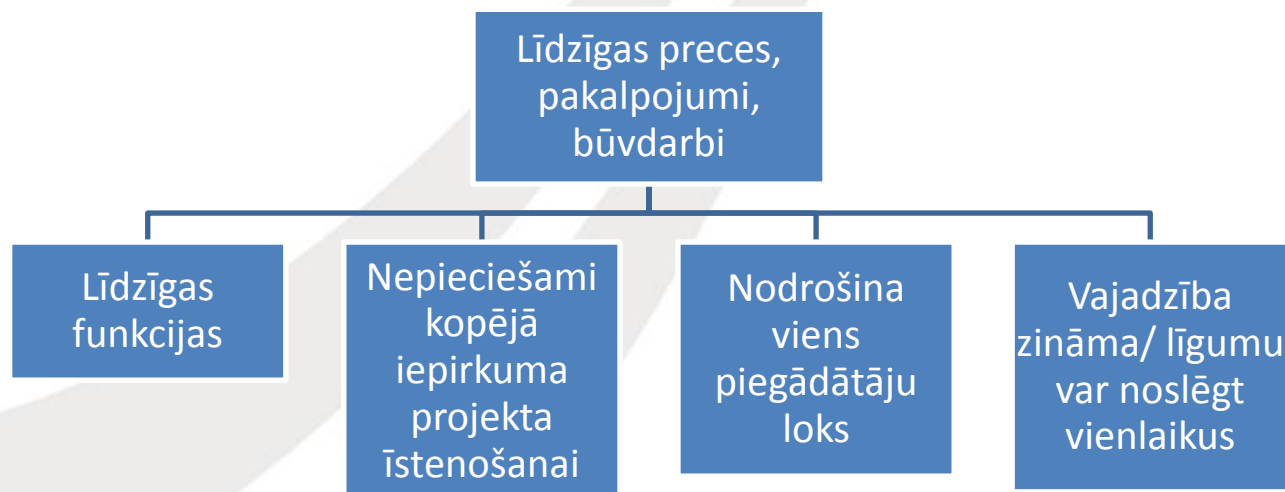 Līdzīgas preces,
pakalpojumi,
būvdarbi
Līdzīgas
funkcijas
Nepieciešami
kopējā
iepirkuma
projekta
īstenošanai
Nodrošina
viens
piegādātāju
loks
Vajadzība
zināma/ līgumu
var noslēgt
vienlaikus